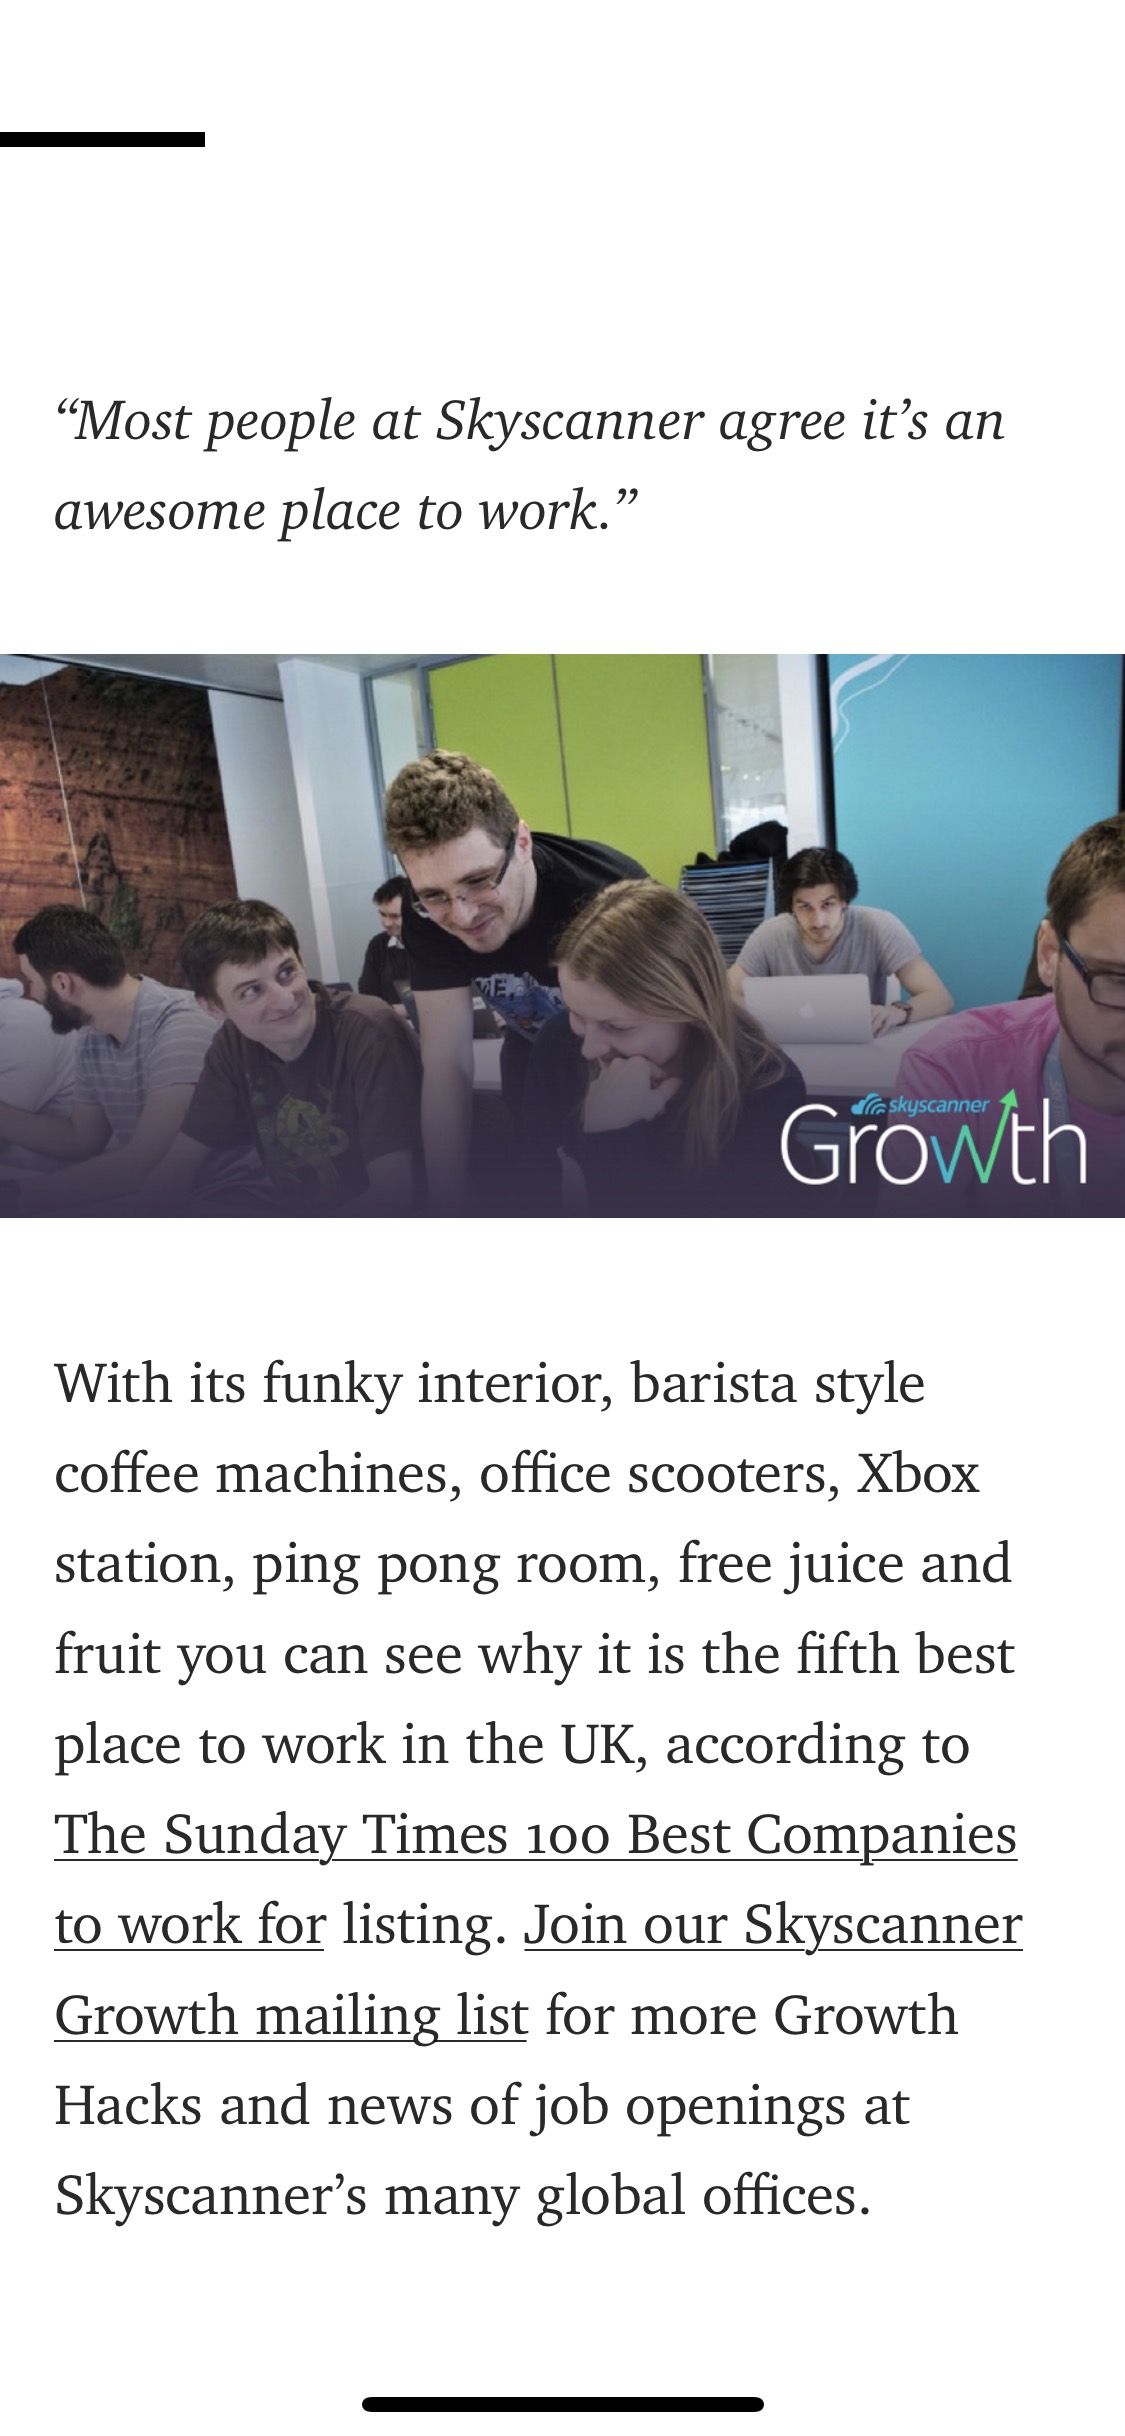 “Most people at Skyscanner agree it’s an
awesome place to work.”
skyscanner
Growth
With its funky interior, barista style
coffee machines, office scooters, Xbox
station, ping pong room, free juice and
fruit you can see why it is the fifth best
place to work in the UK, according to
The Sunday Times 100 Best Companies
to work for listing. Join our Skyscanner
Growth mailing list for more Growth
Hacks and news of job openings at
Skyscanner’s many global offices.